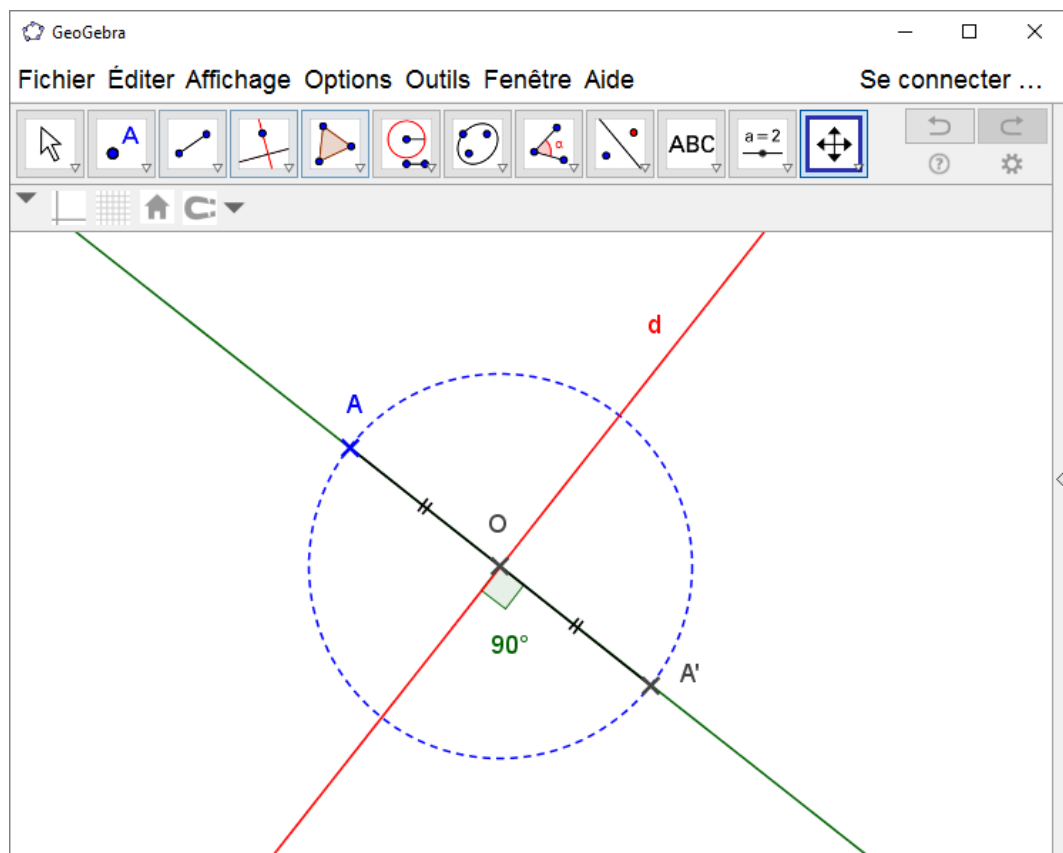 GeoGebra
Fichier Éditer Affichage Options Outils Fenêtre Aide Se connecter ...
A α ABC a=2
d
A
O
90°
A'